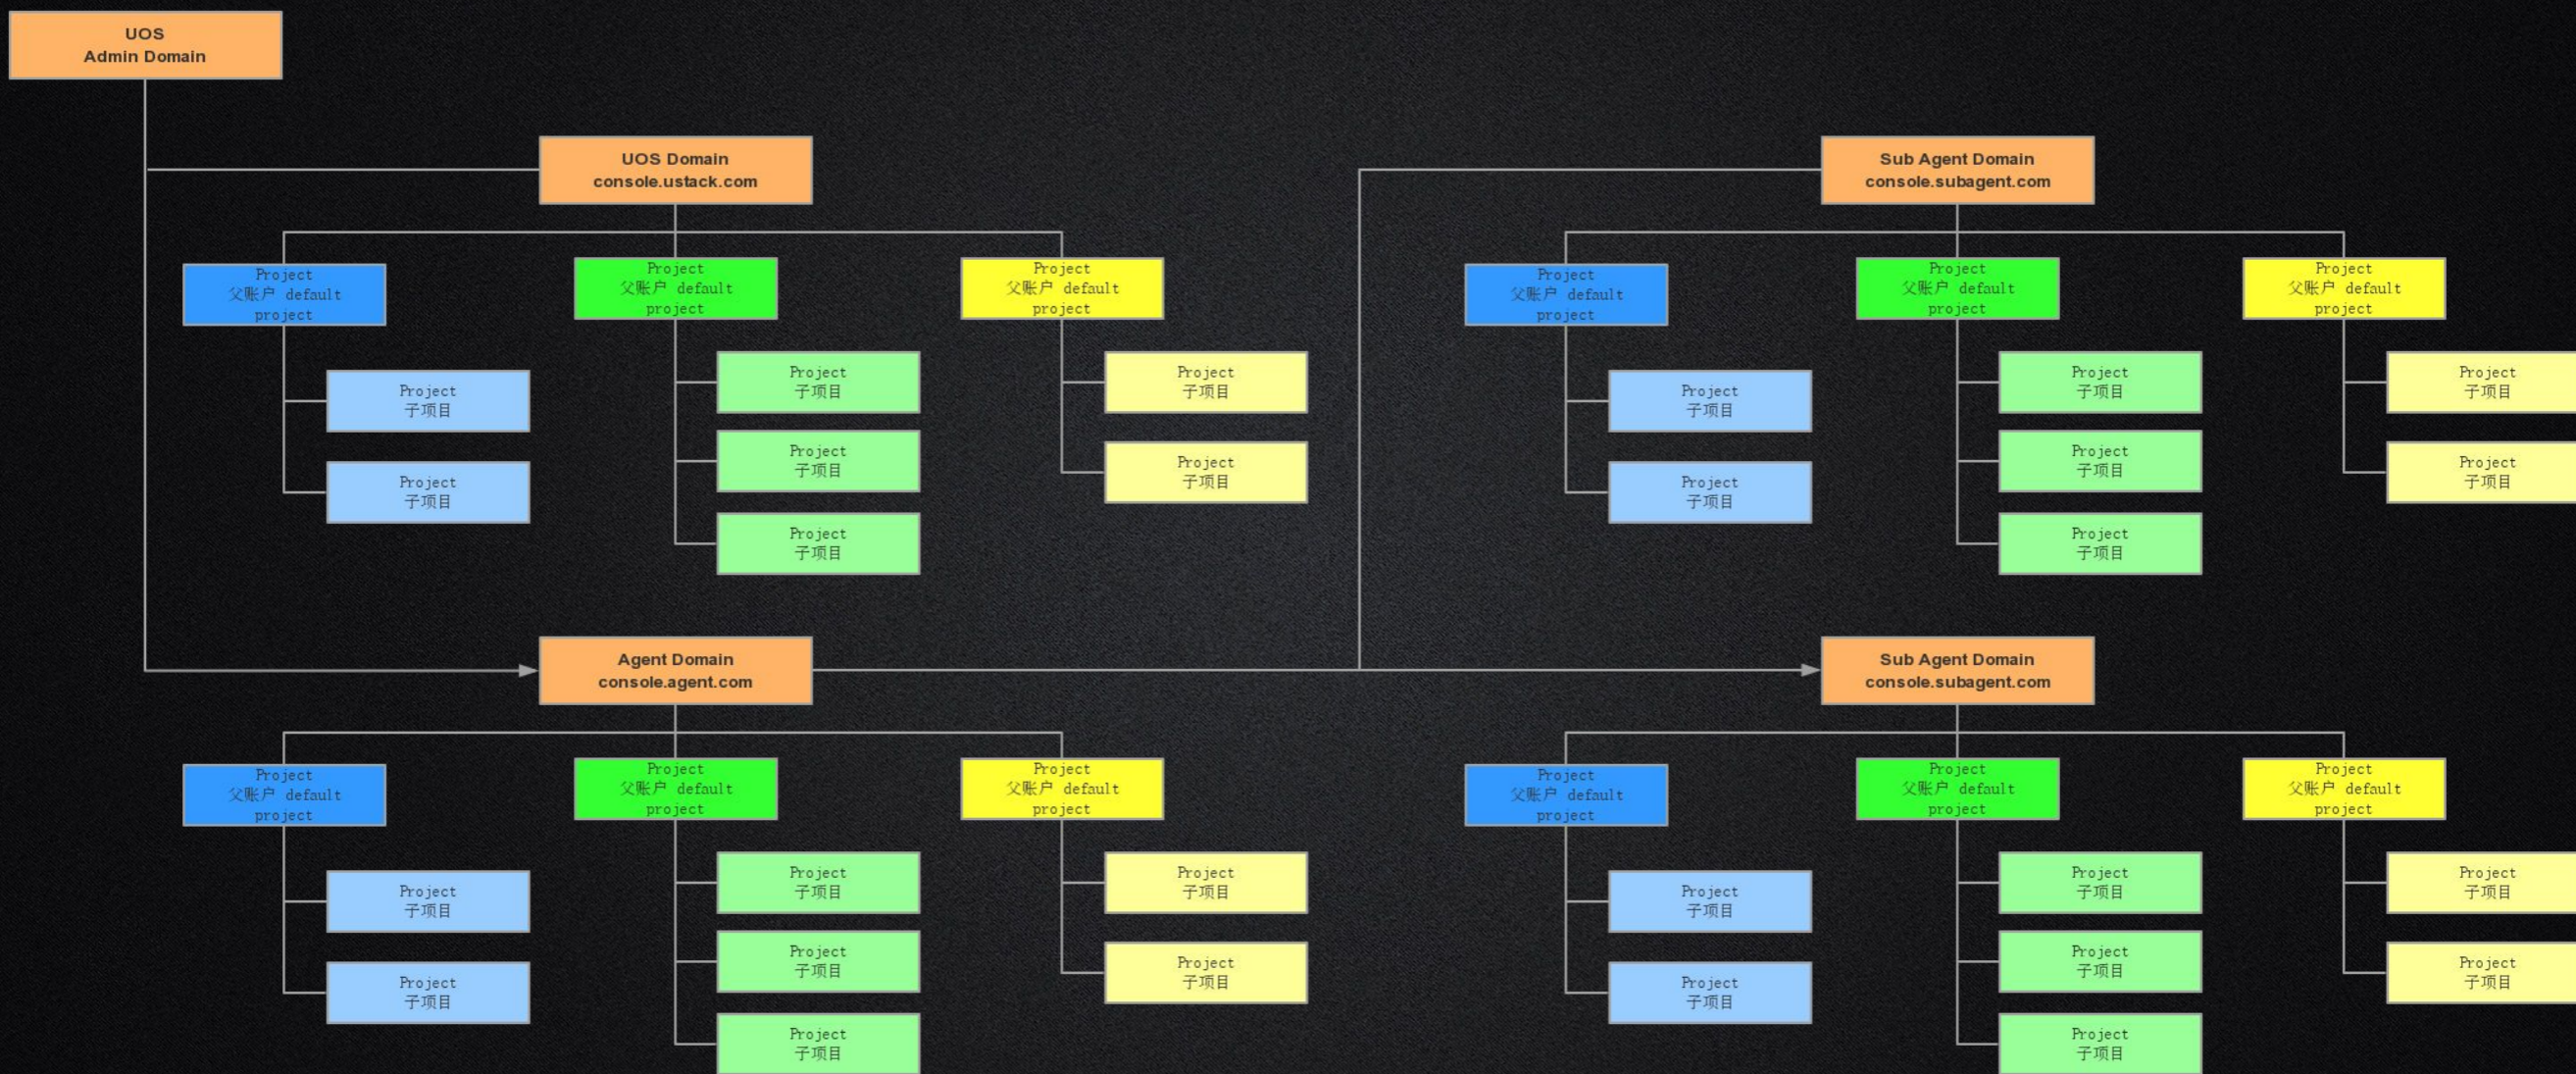 UOS
Admin Domain
UOS Domain
console.ustack.com
Project
父账户 default
project
Project
子项目
Project
子项目
Project
父账户 default
project
Project
子项目
Project
子项目
Project
子项目
Project
父账户 default
project
Project
子项目
Project
子项目
Sub Agent Domain
console.subagent.com
Project
父账户 default
project
Project
子项目
Project
子项目
Project
父账户 default
project
Project
子项目
Project
子项目
Project
子项目
Project
父账户 default
project
Project
子项目
Project
子项目
Agent Domain
console.agent.com
Project
父账户 default
project
Project
子项目
Project
子项目
Project
父账户 default
project
Project
子项目
Project
子项目
Project
子项目
Project
父账户 default
project
Project
子项目
Project
子项目
Sub Agent Domain
console.subagent.com
Project
父账户 default
project
Project
子项目
Project
子项目
Project
父账户 default
project
Project
子项目
Project
子项目
Project
子项目
Project
父账户 default
project
Project
子项目
Project
子项目